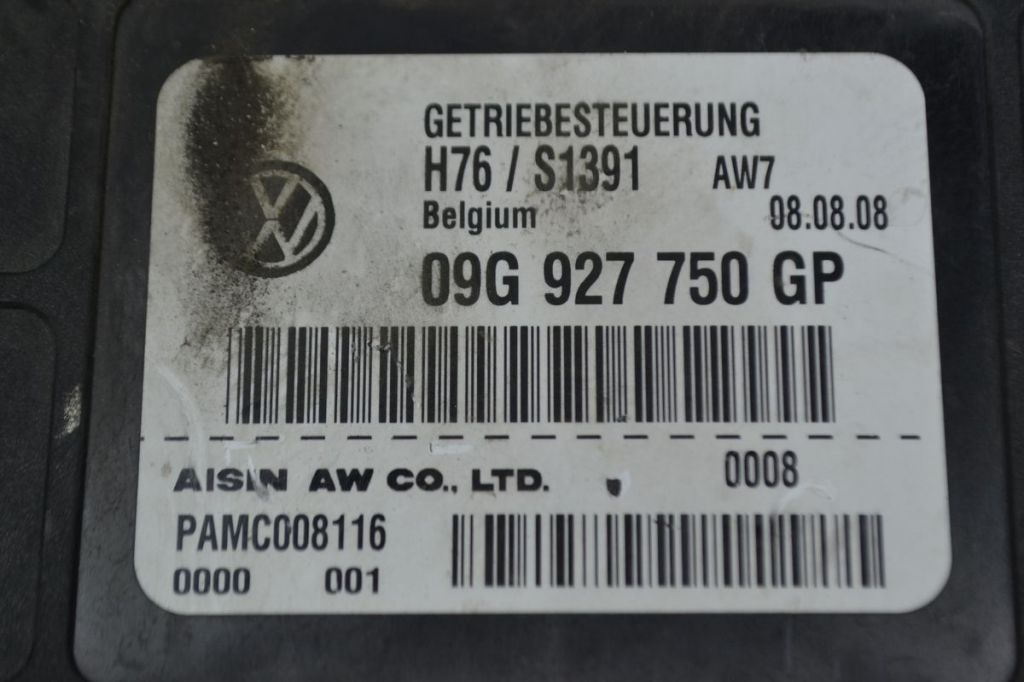 GETRIEBESTEUERUNG
H76 / S1391 AW7
Belgium 08.08.08
09G 927 750 GP
AISIN AW CO., LTD. 0008
PAMC008116
0000 001